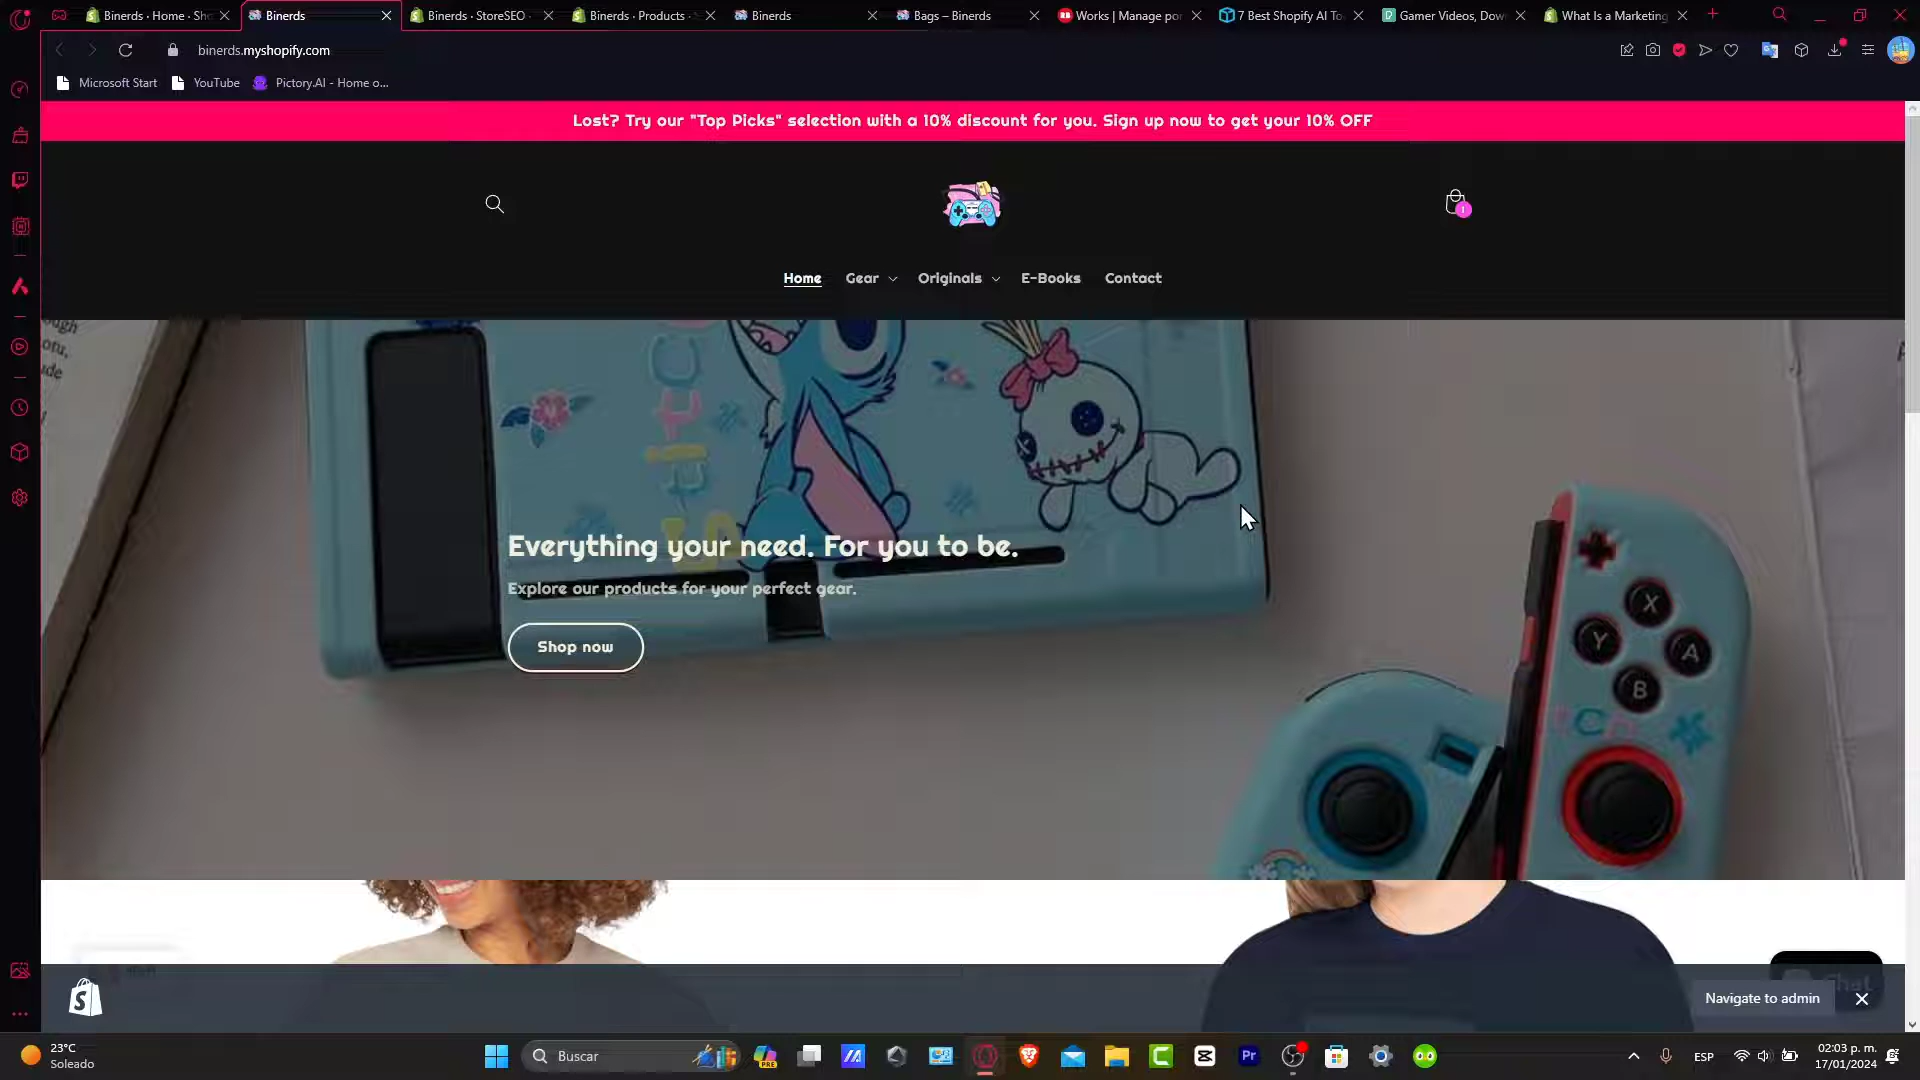 Binerds · Home · Sho
Binerds
Binerds · StoreSEO ·
Binerds · Products ·
Binerds
Bags – Binerds
Works | Manage por
7 Best Shopify AI To
Gamer Videos, Dow
What Is a Marketing
binerds.myshopify.com
Microsoft Start
YouTube
Pictory.AI - Home o...
Lost? Try our "Top Picks" selection with a 10% discount for you. Sign up now to get your 10% OFF
1
Home
Gear
Originals
E-Books
Contact
Everything your need. For you to be.
Explore our products for your perfect gear.
Shop now
X
Y
A
B
Navigate to admin
23°C
Soleado
Buscar
PRE
Pr
ESP
02:03 p. m.
17/01/2024